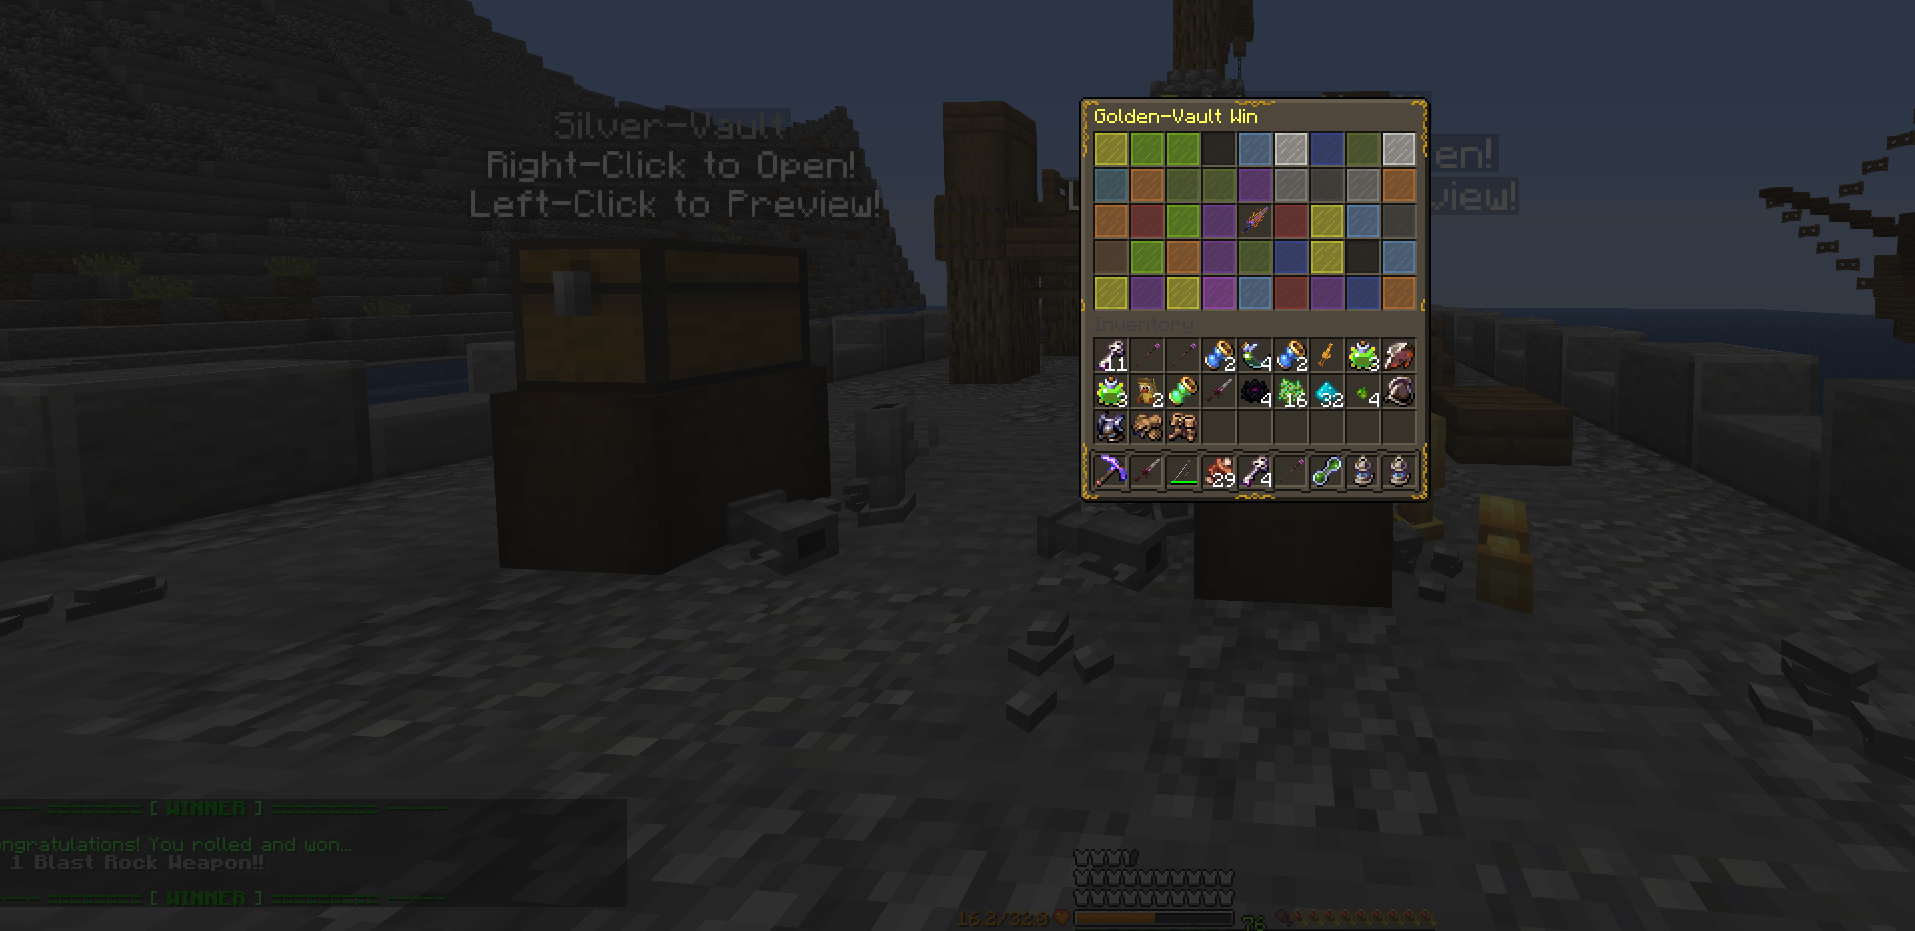 Silver-Vault
Right-Click to Open!
Left-Click to Preview!
Golden-Vault Win
en!
view!
Inventory
11
2
4
2
3
3
2
4
16
32
4
29
4
---- ======== [ WINNER ] ========= -----
ongratulations! You rolled and won...
1 Blast Rock Weapon!!
---- ======== [ WINNER ] ========= -----
16.2/32.0
76